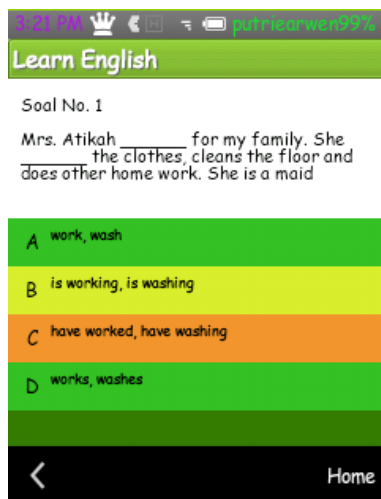 3:21 PM putriearwen99%
Learn English
Soal No. 1
Mrs. Atikah ______ for my family. She
______ the clothes, cleans the floor and
does other home work. She is a maid
A work, wash
B is working, is washing
C have worked, have washing
D works, washes
Home